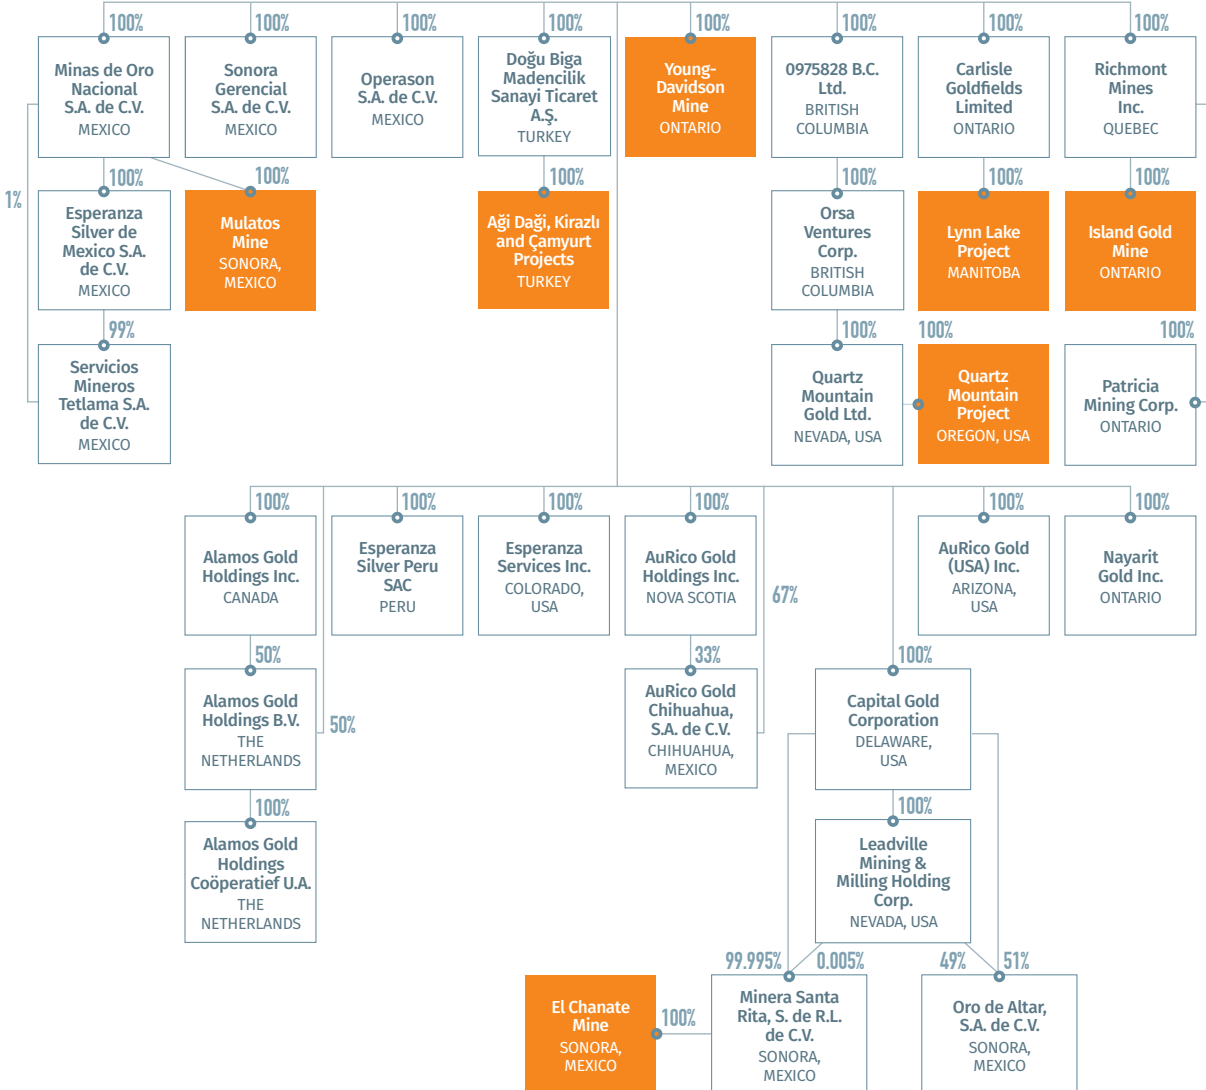 100%
100%
100%
100%
100%
100%
100%
100%
Minas de Oro
Nacional
S.A. de C.V.
MEXICO
Sonora
Gerencial
S.A. de C.V.
MEXICO
Operason
S.A. de C.V.
MEXICO
Doğu Biga
Madencilik
Sanayi Ticaret
A.Ş.
TURKEY
Young-
Davidson
Mine
ONTARIO
0975828 B.C.
Ltd.
BRITISH
COLUMBIA
Carlisle
Goldfields
Limited
ONTARIO
Richmont
Mines
Inc.
QUEBEC
1%
100%
100%
100%
100%
100%
100%
Esperanza
Silver de
Mexico S.A.
de C.V.
MEXICO
Mulatos
Mine
SONORA,
MEXICO
Aği Daği, Kirazlı
and Çamyurt
Projects
TURKEY
Orsa
Ventures
Corp.
BRITISH
COLUMBIA
Lynn Lake
Project
MANITOBA
Island Gold
Mine
ONTARIO
99%
100%
100%
100%
Servicios
Mineros
Tetlama S.A.
de C.V.
MEXICO
Quartz
Mountain
Gold Ltd.
NEVADA, USA
Quartz
Mountain
Project
OREGON, USA
Patricia
Mining Corp.
ONTARIO
100%
100%
100%
100%
100%
100%
Alamos Gold
Holdings Inc.
CANADA
Esperanza
Silver Peru
SAC
PERU
Esperanza
Services Inc.
COLORADO,
USA
AuRico Gold
Holdings Inc.
NOVA SCOTIA
67%
AuRico Gold
(USA) Inc.
ARIZONA,
USA
Nayarit
Gold Inc.
ONTARIO
50%
33%
100%
Alamos Gold
Holdings B.V.
THE
NETHERLANDS
50%
AuRico Gold
Chihuahua,
S.A. de C.V.
CHIHUAHUA,
MEXICO
Capital Gold
Corporation
DELAWARE,
USA
100%
100%
Alamos Gold
Holdings
Coöperatief U.A.
THE
NETHERLANDS
Leadville
Mining &
Milling Holding
Corp.
NEVADA, USA
99.995%
0.005%
49%
51%
El Chanate
Mine
SONORA,
MEXICO
100%
Minera Santa
Rita, S. de R.L.
de C.V.
SONORA,
MEXICO
Oro de Altar,
S.A. de C.V.
SONORA,
MEXICO